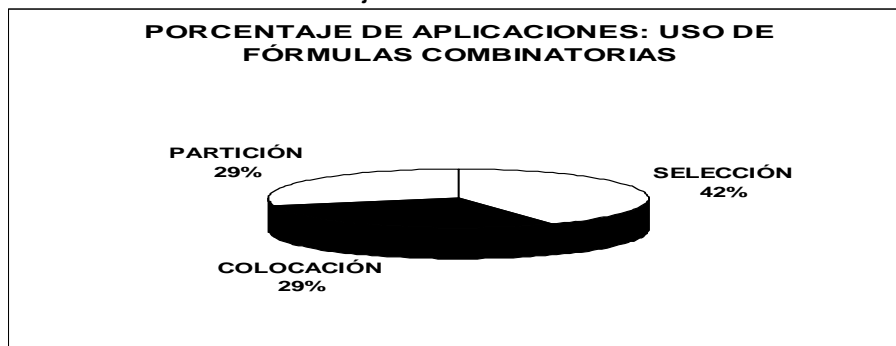 PORCENTAJE DE APLICACIONES: USO DE
FÓRMULAS COMBINATORIAS
PARTICIÓN
29%
SELECCIÓN
42%
COLOCACIÓN
29%